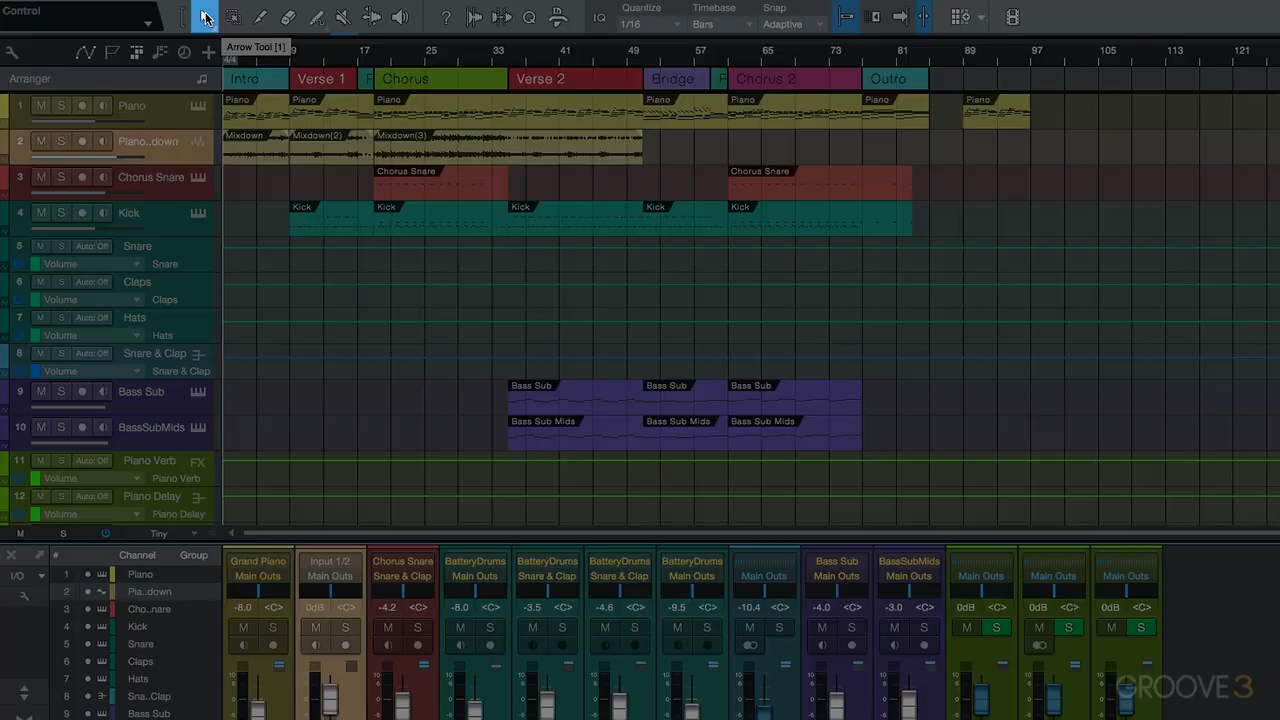 Control
?
IQ
Quantize
1/16
Timebase
Bars
Snap
Adaptive
Arrow Tool [1]
9 17 25 33 41 49 57 65 73 81 89 97 105 113 121
4/4
Arranger
Intro Verse 1 Chorus Verse 2 Bridge Chorus 2 Outro
1 M S Piano
Piano Piano Piano Piano Piano Piano Piano
2 M S Piano..down
Mixdown Mixdown(2) Mixdown(3)
3 M S Chorus Snare
Chorus Snare Chorus Snare
4 M S Kick
Kick Kick Kick Kick Kick
5 M S Auto: Off Snare
Volume Snare
6 M S Auto: Off Claps
Volume Claps
7 M S Auto: Off Hats
Volume Hats
8 M S Auto: Off Snare & Clap
Volume Snare & Clap
9 M S Bass Sub
Bass Sub Bass Sub Bass Sub
10 M S BassSubMids
Bass Sub Mids Bass Sub Mids Bass Sub Mids
11 M S Auto: Off Piano Verb FX
Volume Piano Verb
12 M S Auto: Off Piano Delay
Volume Piano Delay
M S Tiny
# Channel Group
I/O
1 Piano
2 Pia..down
3 Cho..nare
4 Kick
5 Snare
6 Claps
7 Hats
8 Sna..Clap
9 Bass Sub
Grand Piano Input 1/2 Chorus Snare BatteryDrums BatteryDrums BatteryDrums BatteryDrums Bass Sub BassSubMids
Main Outs Main Outs Snare & Clap Main Outs Snare & Clap Snare & Clap Main Outs Main Outs Main Outs Main Outs Main Outs Main Outs Main Outs
-8.0 <C> 0dB <C> -4.2 <C> -8.0 <C> -3.5 <C> -4.6 <C> -9.5 <C> -10.4 <C> -4.0 <C> -3.0 <C> 0dB <C> 0dB <C> 0dB <C>
M S M S M S M S M S M S M S M S M S M S M S M S M S
GROOVE3